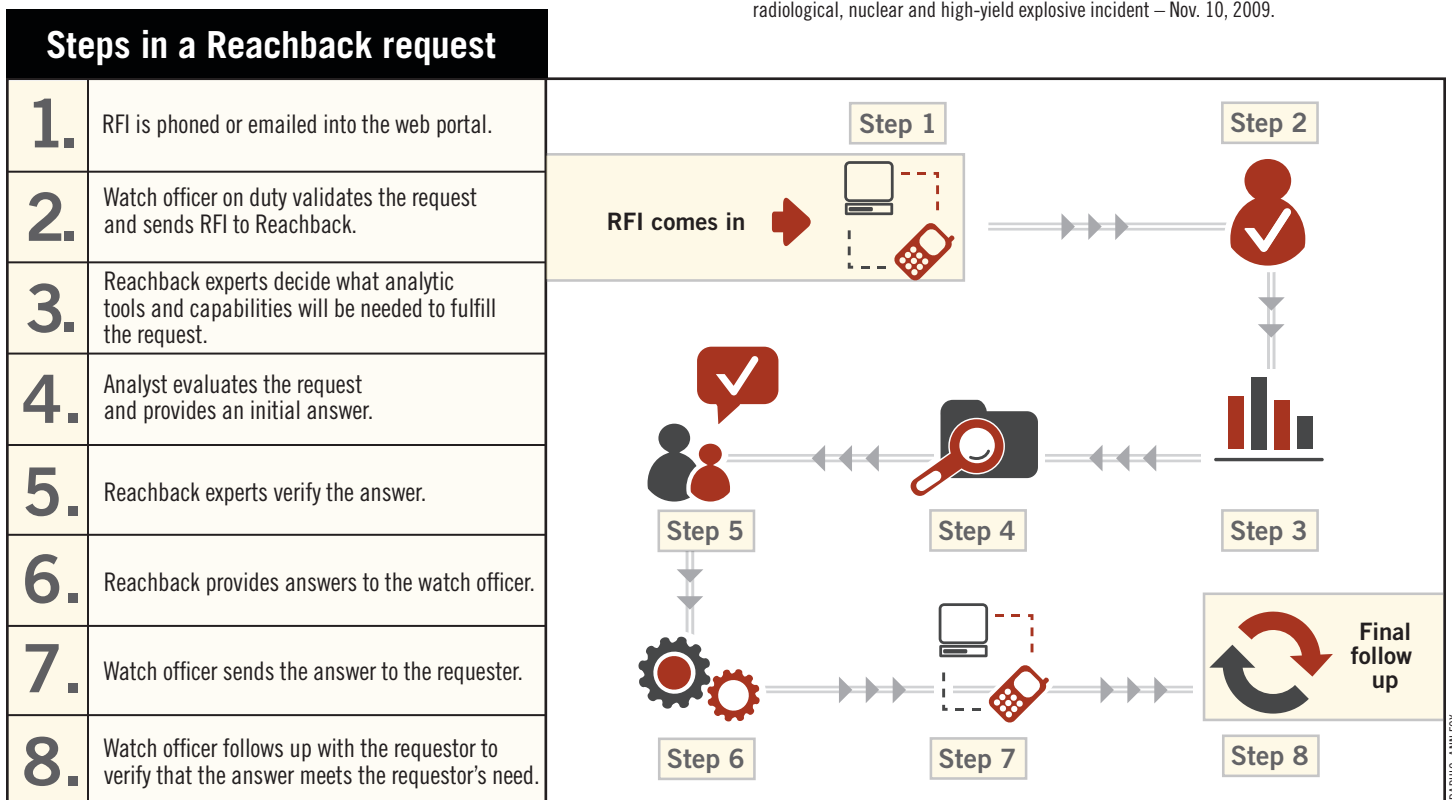 radiological, nuclear and high-yield explosive incident – Nov. 10, 2009.
Steps in a Reachback request
1.
RFI is phoned or emailed into the web portal.
2.
Watch officer on duty validates the request
and sends RFI to Reachback.
3.
Reachback experts decide what analytic
tools and capabilities will be needed to fulfill
the request.
4.
Analyst evaluates the request
and provides an initial answer.
5.
Reachback experts verify the answer.
6.
Reachback provides answers to the watch officer.
7.
Watch officer sends the answer to the requester.
8.
Watch officer follows up with the requestor to
verify that the answer meets the requestor's need.
Step 1
Step 2
RFI comes in
Step 5
Step 4
Step 3
Final
follow
up
Step 6
Step 7
Step 8